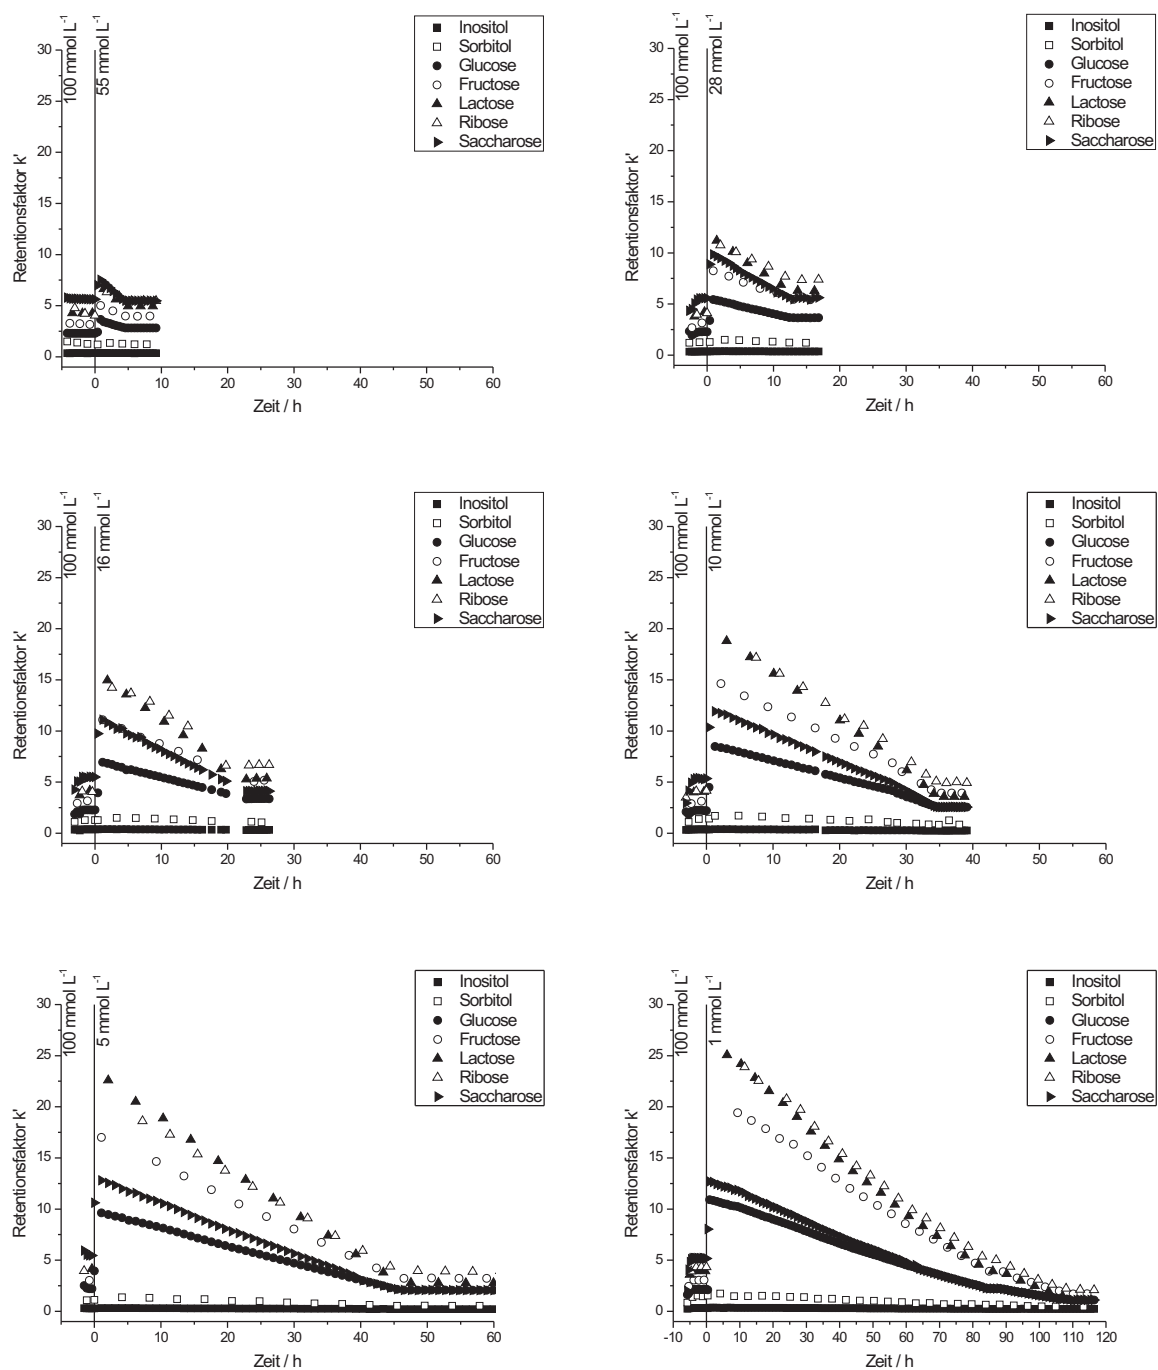 100 mmol L⁻¹
55 mmol L⁻¹
Inositol
Sorbitol
Glucose
Fructose
Lactose
Ribose
Saccharose
Retentionsfaktor k'
30
25
20
15
10
5
0
0 10 20 30 40 50 60
Zeit / h
100 mmol L⁻¹
28 mmol L⁻¹
Inositol
Sorbitol
Glucose
Fructose
Lactose
Ribose
Saccharose
Retentionsfaktor k'
30
25
20
15
10
5
0
0 10 20 30 40 50 60
Zeit / h
100 mmol L⁻¹
16 mmol L⁻¹
Inositol
Sorbitol
Glucose
Fructose
Lactose
Ribose
Saccharose
Retentionsfaktor k'
30
25
20
15
10
5
0
0 10 20 30 40 50 60
Zeit / h
100 mmol L⁻¹
10 mmol L⁻¹
Inositol
Sorbitol
Glucose
Fructose
Lactose
Ribose
Saccharose
Retentionsfaktor k'
30
25
20
15
10
5
0
0 10 20 30 40 50 60
Zeit / h
100 mmol L⁻¹
5 mmol L⁻¹
Inositol
Sorbitol
Glucose
Fructose
Lactose
Ribose
Saccharose
Retentionsfaktor k'
30
25
20
15
10
5
0
0 10 20 30 40 50 60
Zeit / h
100 mmol L⁻¹
1 mmol L⁻¹
Inositol
Sorbitol
Glucose
Fructose
Lactose
Ribose
Saccharose
Retentionsfaktor k'
30
25
20
15
10
5
0
-10 0 10 20 30 40 50 60 70 80 90 100 110 120
Zeit / h